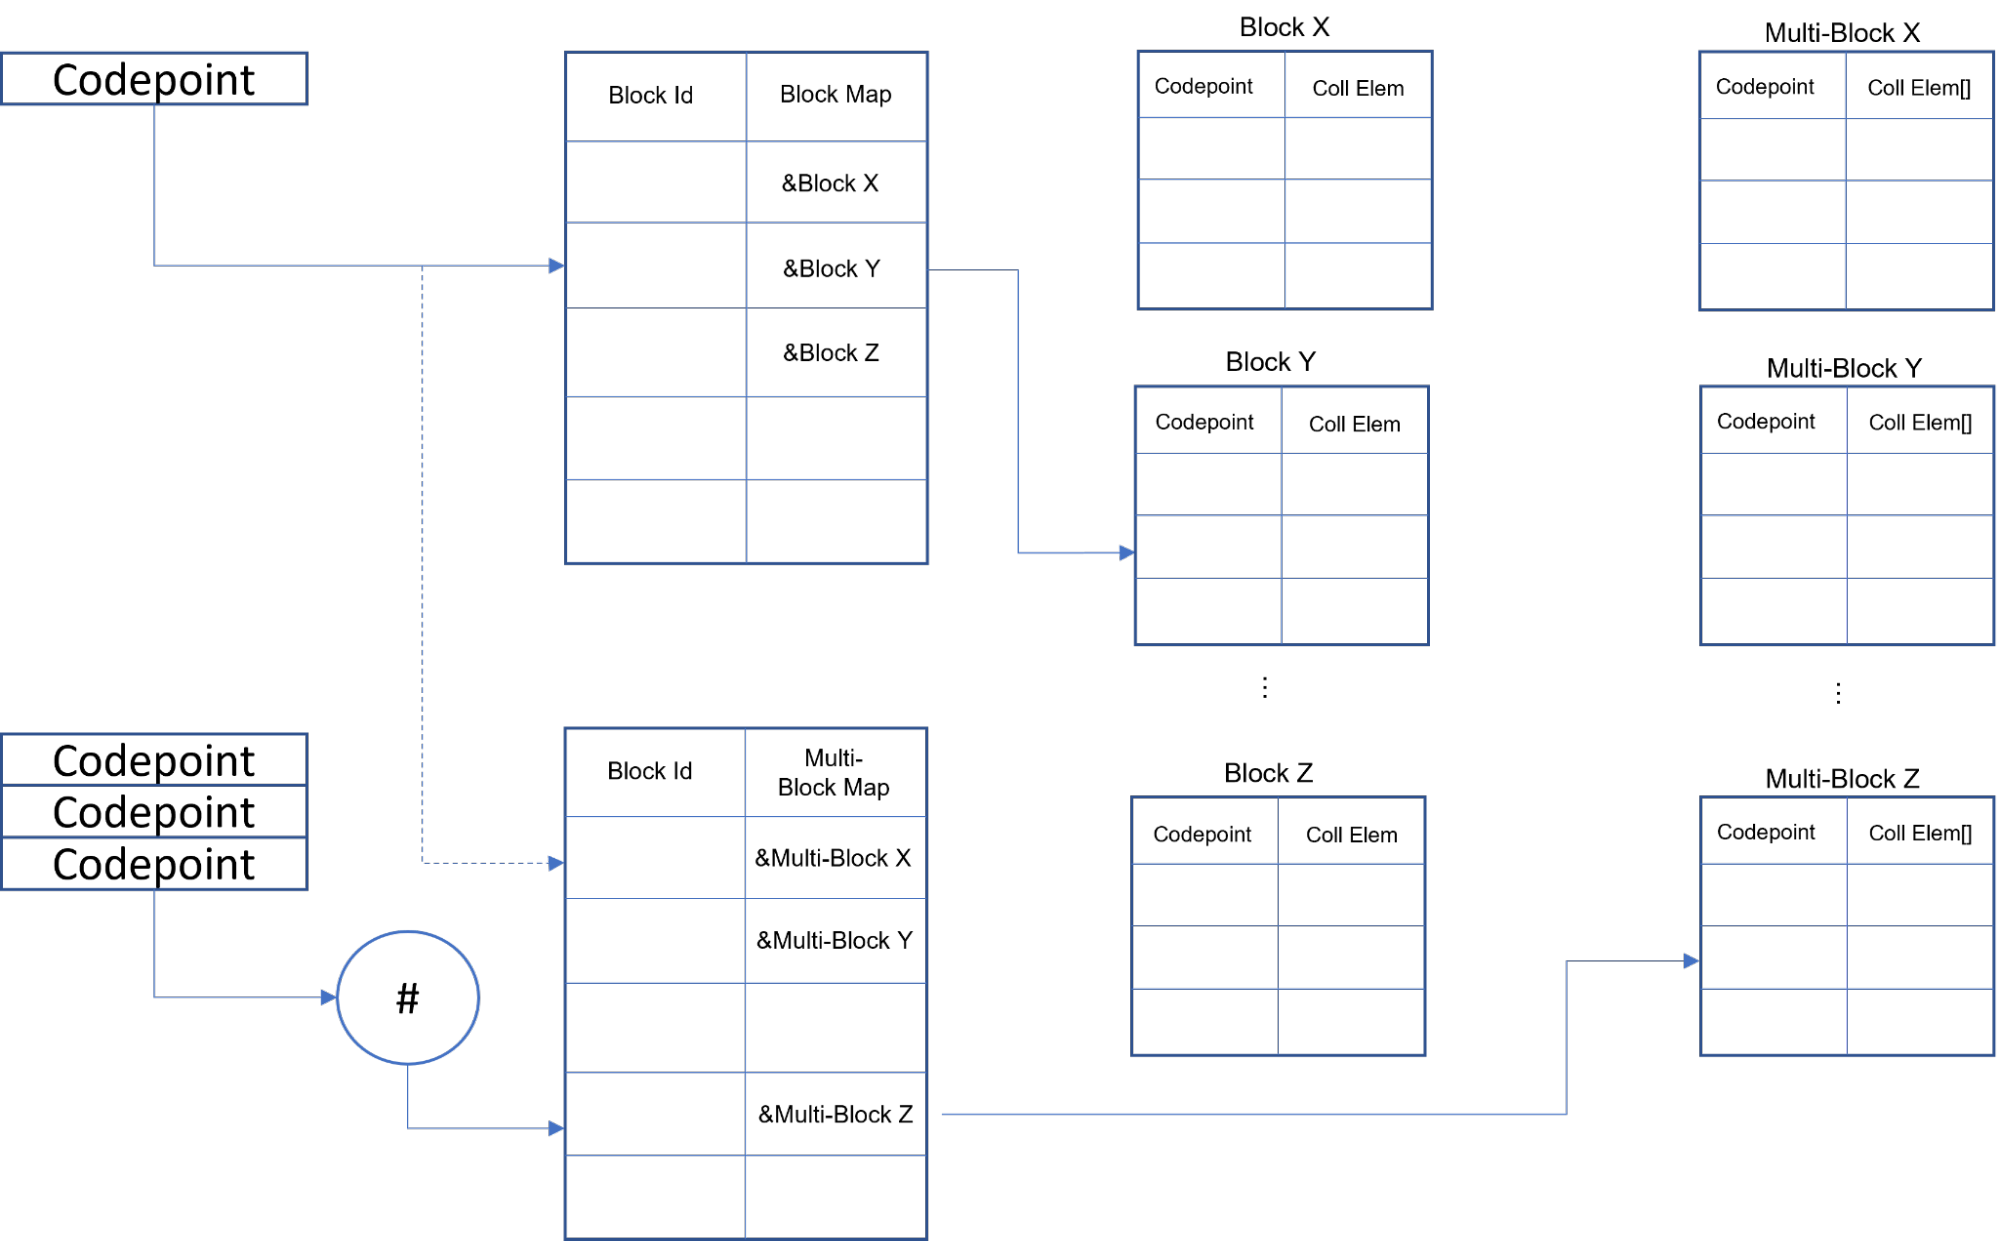 Codepoint
Block Id
Block Map
&Block X
&Block Y
&Block Z
Block X
Codepoint
Coll Elem
Multi-Block X
Codepoint
Coll Elem[]
Block Y
Codepoint
Coll Elem
Multi-Block Y
Codepoint
Coll Elem[]
⋮
⋮
Codepoint
Codepoint
Codepoint
#
Block Id
Multi-
Block Map
&Multi-Block X
&Multi-Block Y
&Multi-Block Z
Block Z
Codepoint
Coll Elem
Multi-Block Z
Codepoint
Coll Elem[]